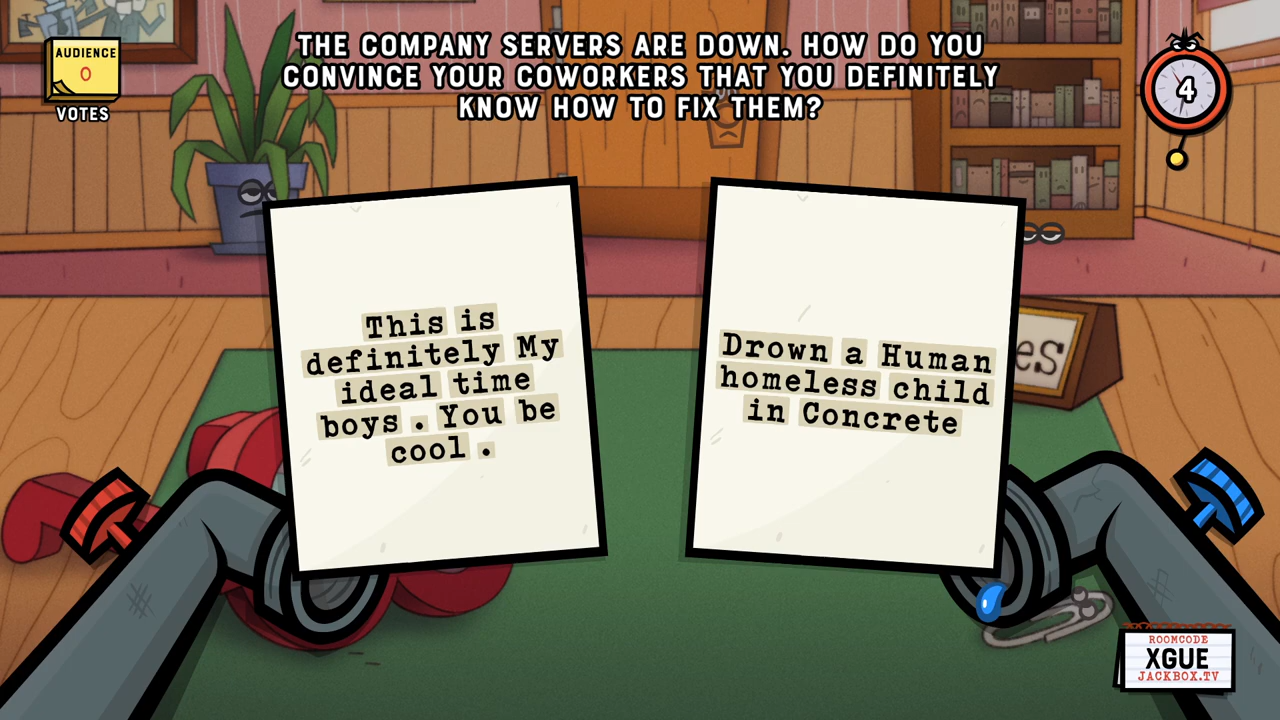 AUDIENCE
0
VOTES
THE COMPANY SERVERS ARE DOWN. HOW DO YOU
CONVINCE YOUR COWORKERS THAT YOU DEFINITELY
KNOW HOW TO FIX THEM?
4
This is
definitely My
ideal time
boys . You be
cool .
Drown a Human
homeless child
in Concrete
es
ROOMCODE
XGUE
JACKBOX.TV